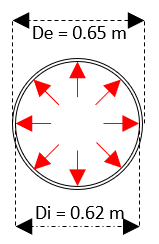 De = 0.65 m
Di = 0.62 m